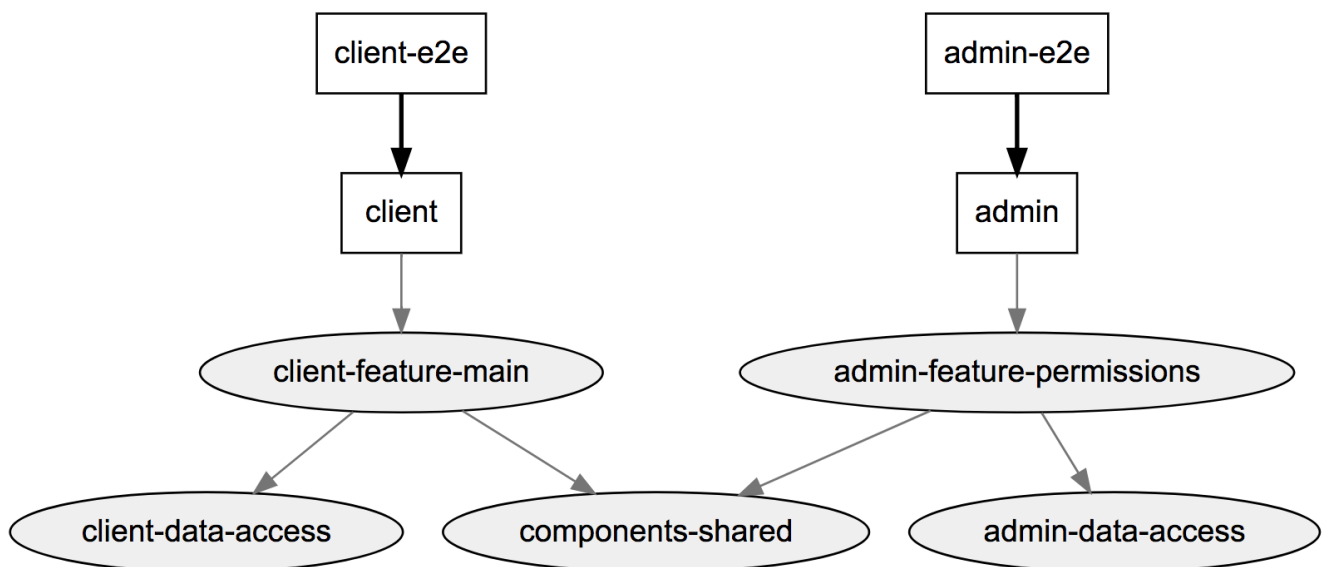 client-e2e
admin-e2e
client
admin
client-feature-main
admin-feature-permissions
client-data-access
components-shared
admin-data-access